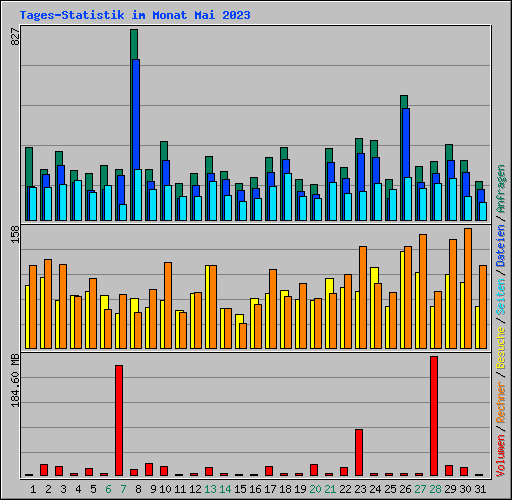 Tages-Statistik im Monat Mai 2023
827
158
184.60 MB
Volumen / Rechner / Besuche / Seiten / Dateien / Anfragen
1 2 3 4 5 6 7 8 9 10 11 12 13 14 15 16 17 18 19 20 21 22 23 24 25 26 27 28 29 30 31